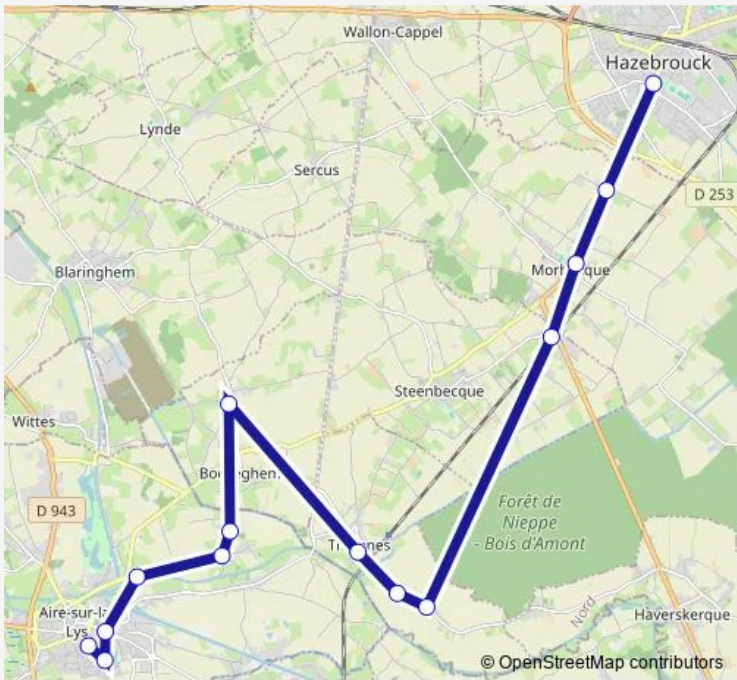 Wallon-Cappel
Hazebrouck
Lynde
Sercus
D 253
Blaringhem
Steenbecque
Wittes
D 943
Forêt de
Nieppe
- Bois d'Amont
Aire-sur-la
Lys
Nord
Haverskerque
© OpenStreetMap contributors